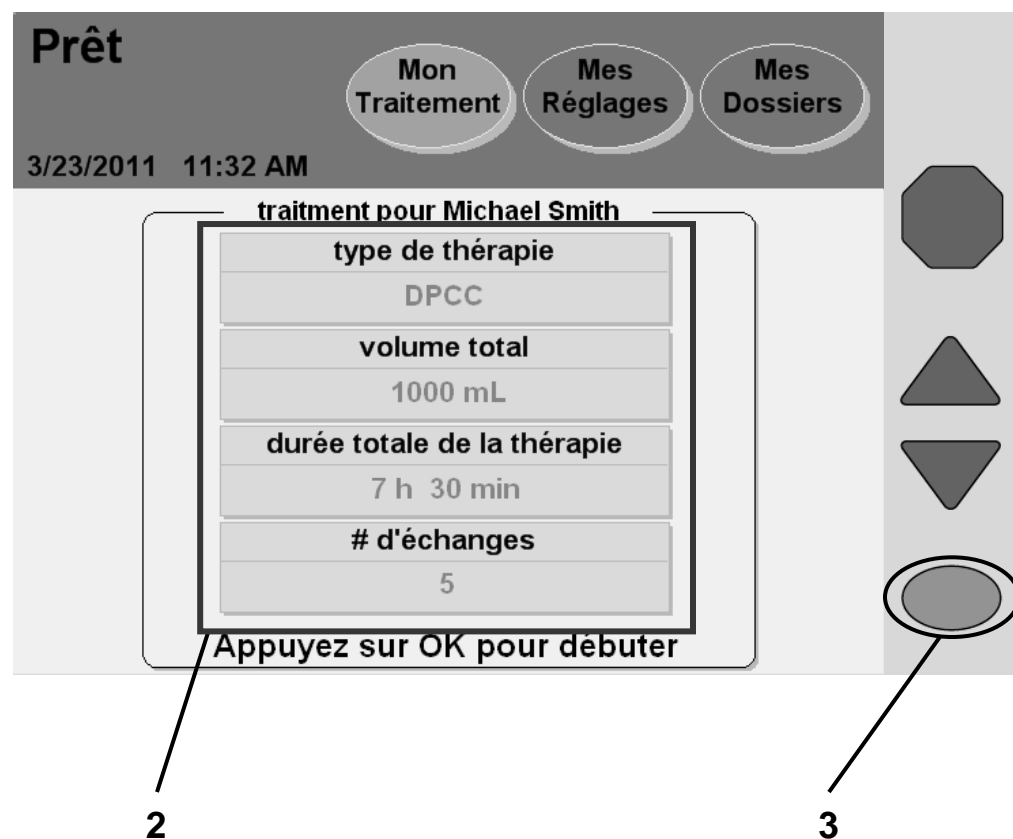 Prêt
Mon
Traitement
Mes
Réglages
Mes
Dossiers
3/23/2011 11:32 AM
traitment pour Michael Smith
type de thérapie
DPCC
volume total
1000 mL
durée totale de la thérapie
7 h 30 min
# d'échanges
5
Appuyez sur OK pour débuter
2
3